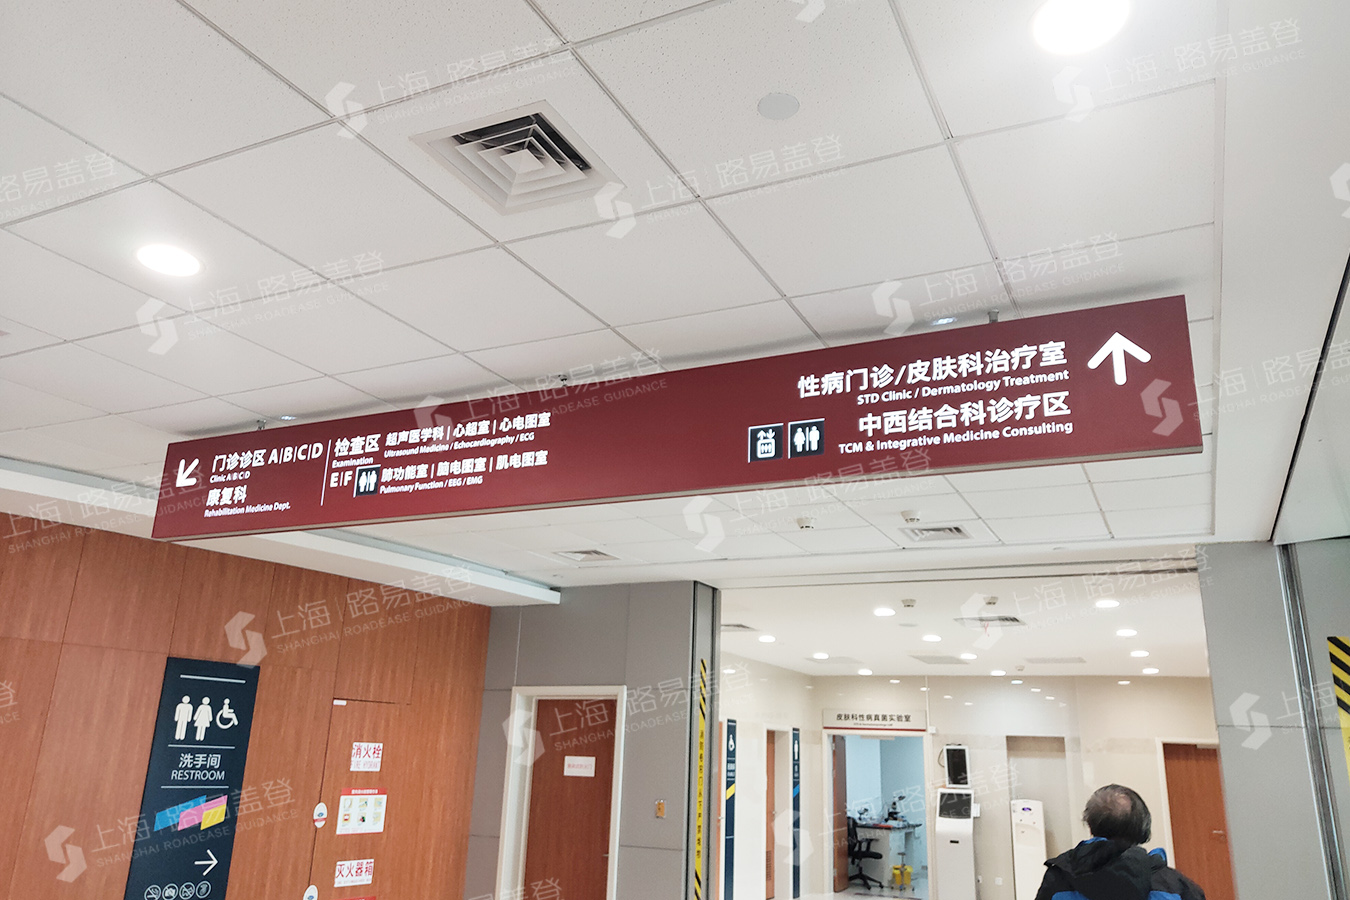 门诊诊区 A|B|C|D
Clinic A|B|C|D
康复科
Rehabilitation Medicine Dept.
检查区
Examination
E|F
超声医学科 | 心超室 | 心电图室
Ultrasound Medicine / Echocardiography / ECG
肺功能室 | 脑电图室 | 肌电图室
Pulmonary Function / EEG / EMG
性病门诊/皮肤科治疗室
STD Clinic / Dermatology Treatment
中西结合科诊疗区
TCM & Integrative Medicine Consulting
洗手间
RESTROOM
消火栓
灭火器箱
皮肤科性病真菌实验室
上海 | 路易盖登
SHANGHAI ROADEASE GUIDANCE